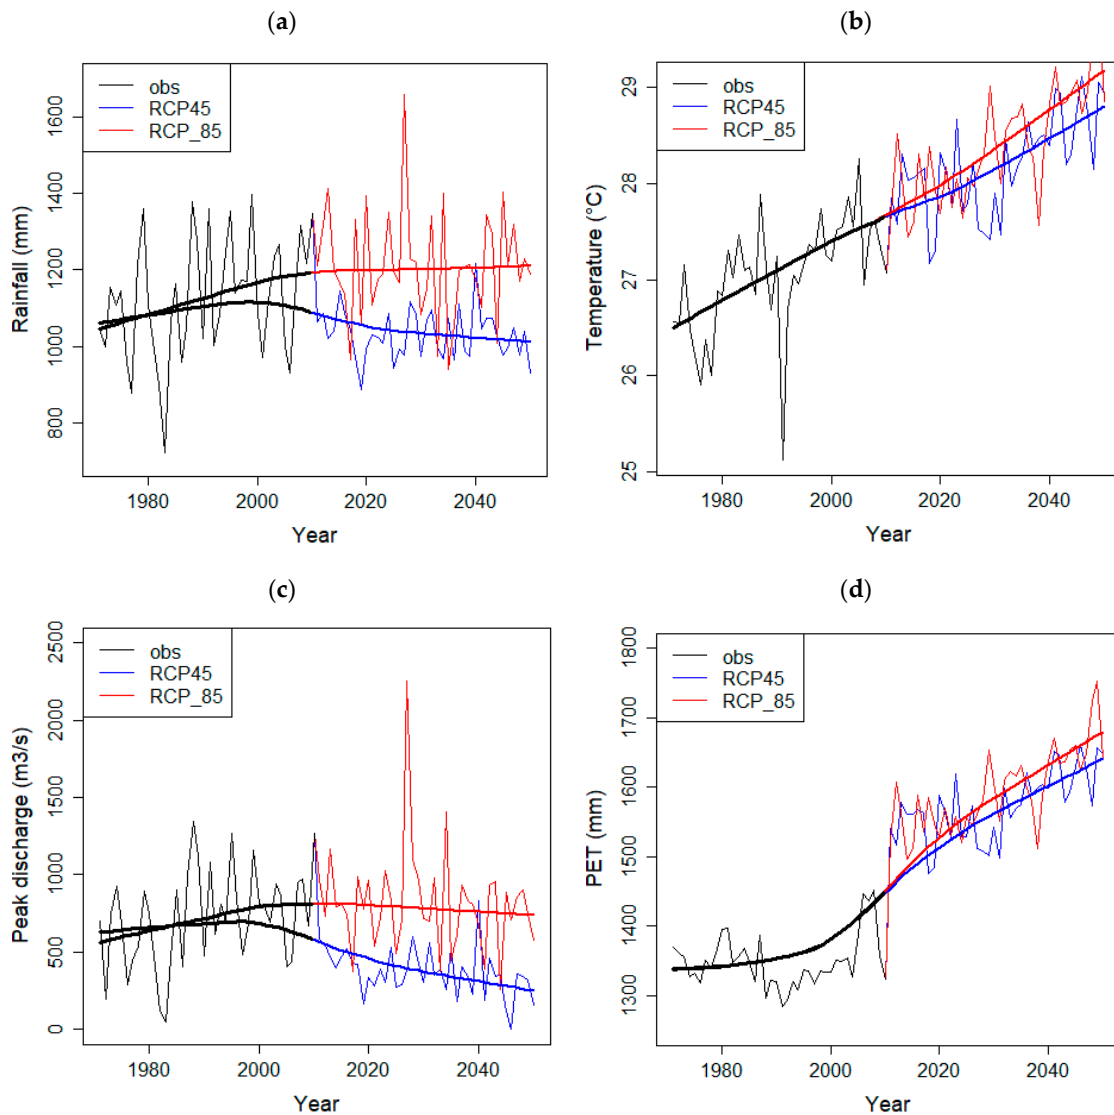 (a)
obs
RCP45
RCP_85
Rainfall (mm)
800 1000 1200 1400 1600
1980 2000 2020 2040
Year
(b)
obs
RCP45
RCP_85
Temperature (°C)
25 26 27 28 29
1980 2000 2020 2040
Year
(c)
obs
RCP45
RCP_85
Peak discharge (m3/s)
0 500 1000 1500 2000 2500
1980 2000 2020 2040
Year
(d)
obs
RCP45
RCP_85
PET (mm)
1300 1400 1500 1600 1700 1800
1980 2000 2020 2040
Year